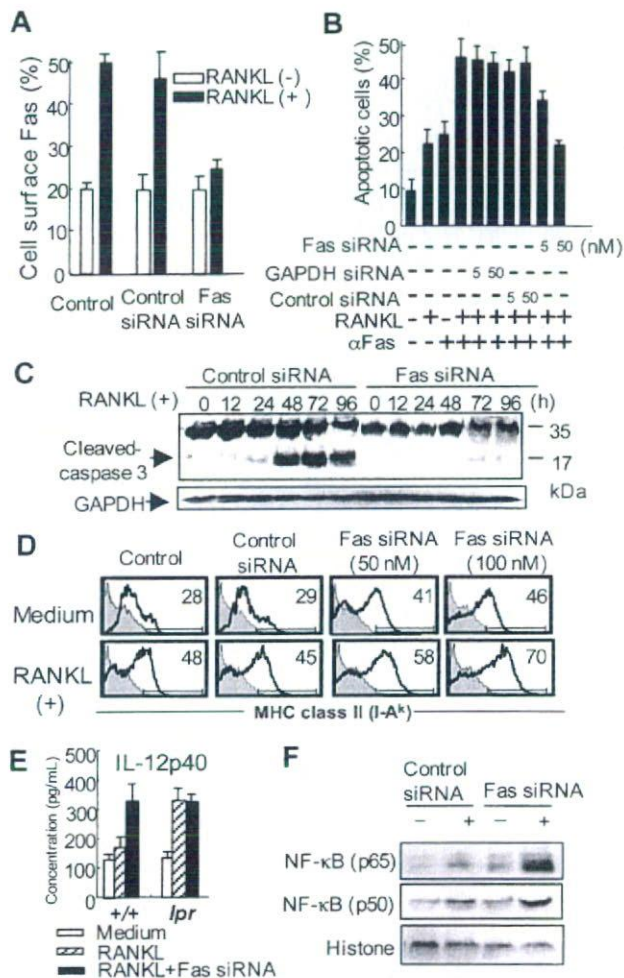 A
Cell surface Fas (%)
50
40
30
20
10
0
RANKL (-)
RANKL (+)
Control
Control siRNA
Fas siRNA
B
Apoptotic cells (%)
50
40
30
20
10
0
Fas siRNA - - - - - - - - 5 50 (nM)
GAPDH siRNA - - - - 5 50 - - - -
Control siRNA - - - - - - 5 50 - -
RANKL - + - + + + + + + +
αFas - - + + + + + + + +
C
Control siRNA Fas siRNA
RANKL (+) 0 12 24 48 72 96 0 12 24 48 72 96 (h)
35
Cleaved-
caspase 3
17
kDa
GAPDH
D
Control
Control
siRNA
Fas siRNA
(50 nM)
Fas siRNA
(100 nM)
Medium
28 29 41 46
RANKL
(+)
48 45 58 70
MHC class II (I-Aᵏ)
E
IL-12p40
Concentration (pg/mL)
500
400
300
200
100
0
+/+ lpr
Medium
RANKL
RANKL+Fas siRNA
F
Control
siRNA
Fas siRNA
- + - +
NF-κB (p65)
NF-κB (p50)
Histone